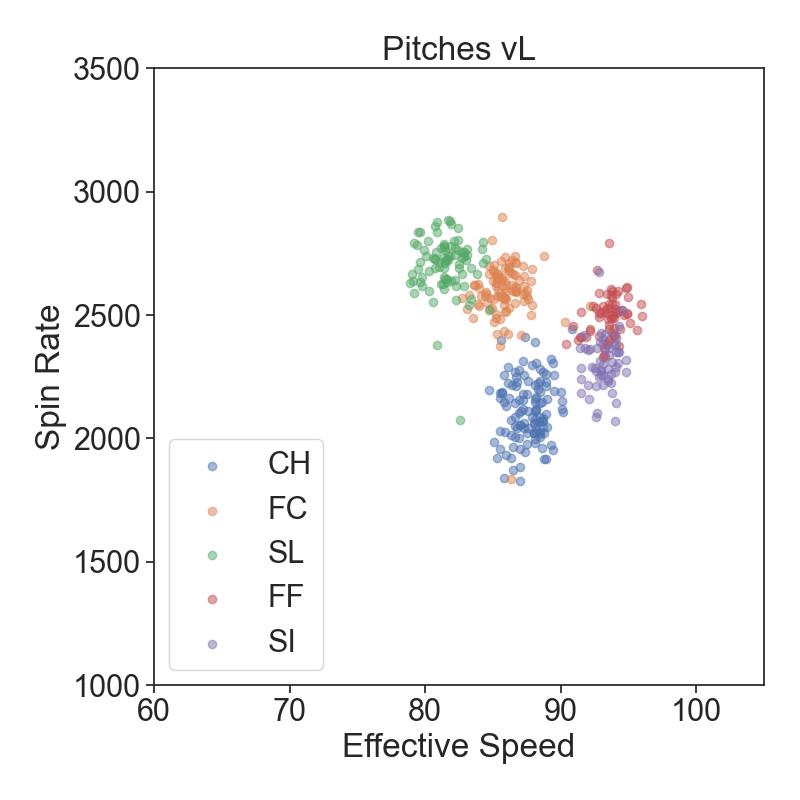 Pitches vL
3500
3000
2500
2000
1500
1000
Spin Rate
CH
FC
SL
FF
SI
60 70 80 90 100
Effective Speed